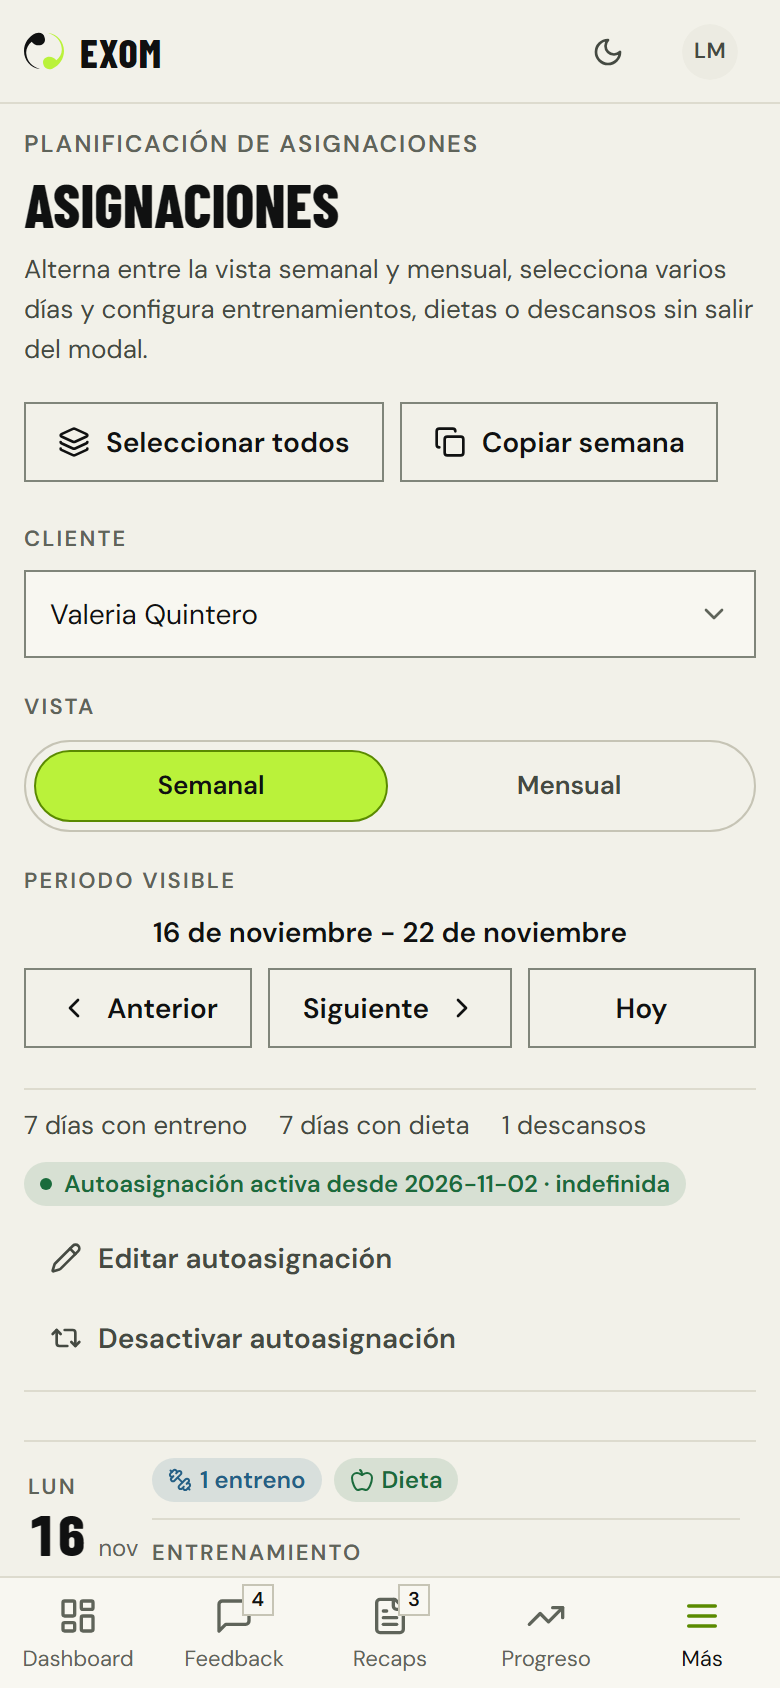 EXOM
LM
PLANIFICACIÓN DE ASIGNACIONES
ASIGNACIONES
Alterna entre la vista semanal y mensual, selecciona varios
días y configura entrenamientos, dietas o descansos sin salir
del modal.
Seleccionar todos
Copiar semana
CLIENTE
Valeria Quintero
VISTA
Semanal
Mensual
PERIODO VISIBLE
16 de noviembre - 22 de noviembre
Anterior
Siguiente
Hoy
7 días con entreno
7 días con dieta
1 descansos
Autoasignación activa desde 2026-11-02 · indefinida
Editar autoasignación
Desactivar autoasignación
LUN
16 nov
1 entreno
Dieta
ENTRENAMIENTO
Dashboard
4
Feedback
3
Recaps
Progreso
Más